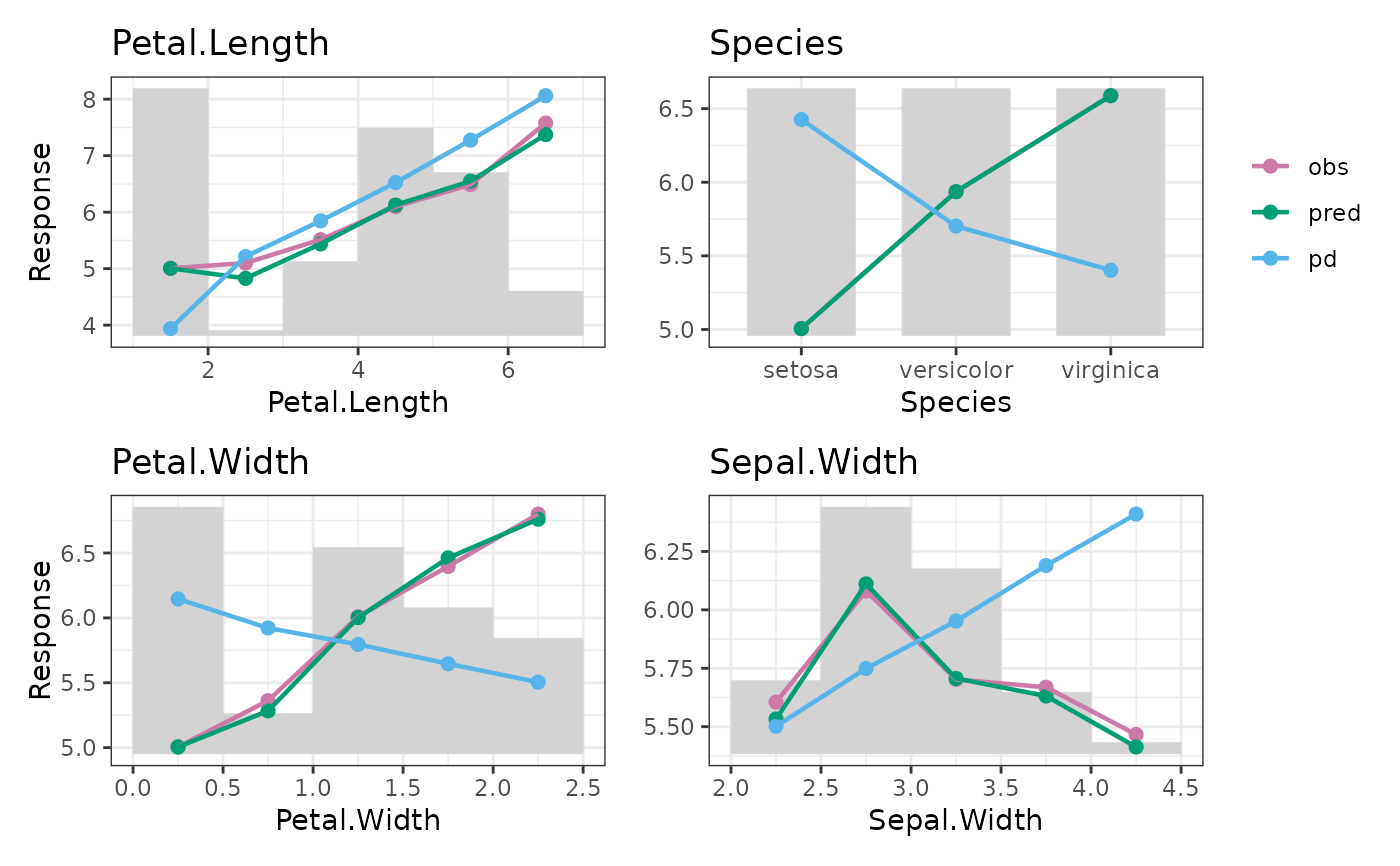 Petal.Length
Response
8
7
6
5
4
2 4 6
Petal.Length
Species
6.5
6.0
5.5
5.0
setosa versicolor virginica
Species
obs
pred
pd
Petal.Width
Response
6.5
6.0
5.5
5.0
0.0 0.5 1.0 1.5 2.0 2.5
Petal.Width
Sepal.Width
6.25
6.00
5.75
5.50
2.0 2.5 3.0 3.5 4.0 4.5
Sepal.Width